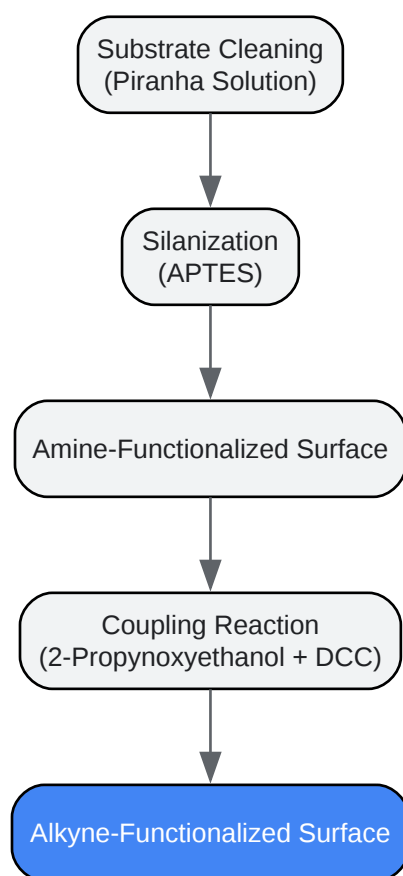 Substrate Cleaning
(Piranha Solution)
Silanization
(APTES)
Amine-Functionalized Surface
Coupling Reaction
(2-Propynoxyethanol + DCC)
Alkyne-Functionalized Surface